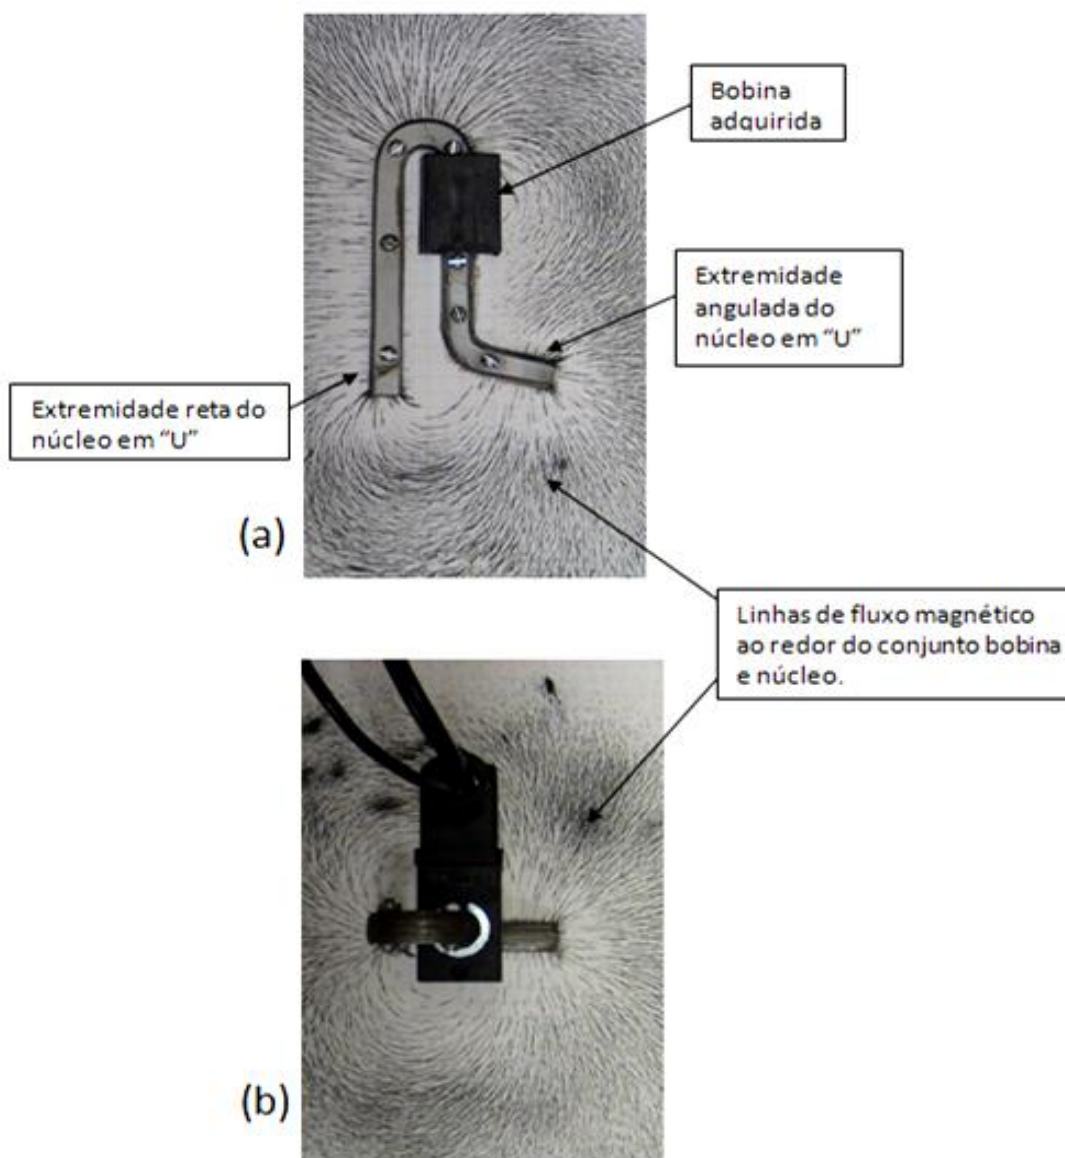 Bobina
adquirida
Extremidade
angulada do
núcleo em “U”
Extremidade reta do
núcleo em “U”
(a)
Linhas de fluxo magnético
ao redor do conjunto bobina
e núcleo.
(b)